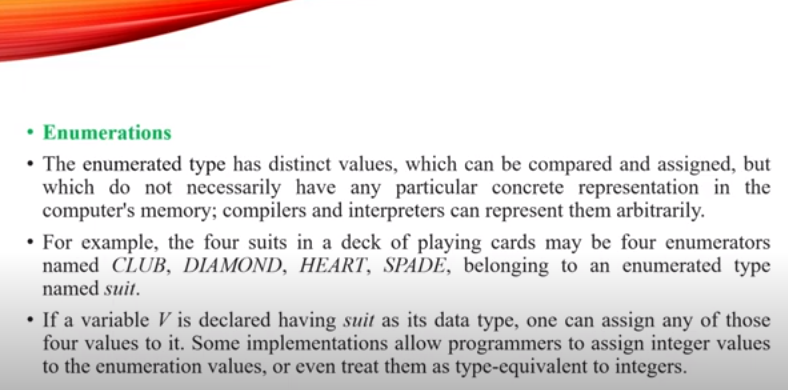 • Enumerations
• The enumerated type has distinct values, which can be compared and assigned, but
which do not necessarily have any particular concrete representation in the
computer's memory; compilers and interpreters can represent them arbitrarily.
• For example, the four suits in a deck of playing cards may be four enumerators
named CLUB, DIAMOND, HEART, SPADE, belonging to an enumerated type
named suit.
• If a variable V is declared having suit as its data type, one can assign any of those
four values to it. Some implementations allow programmers to assign integer values
to the enumeration values, or even treat them as type-equivalent to integers.